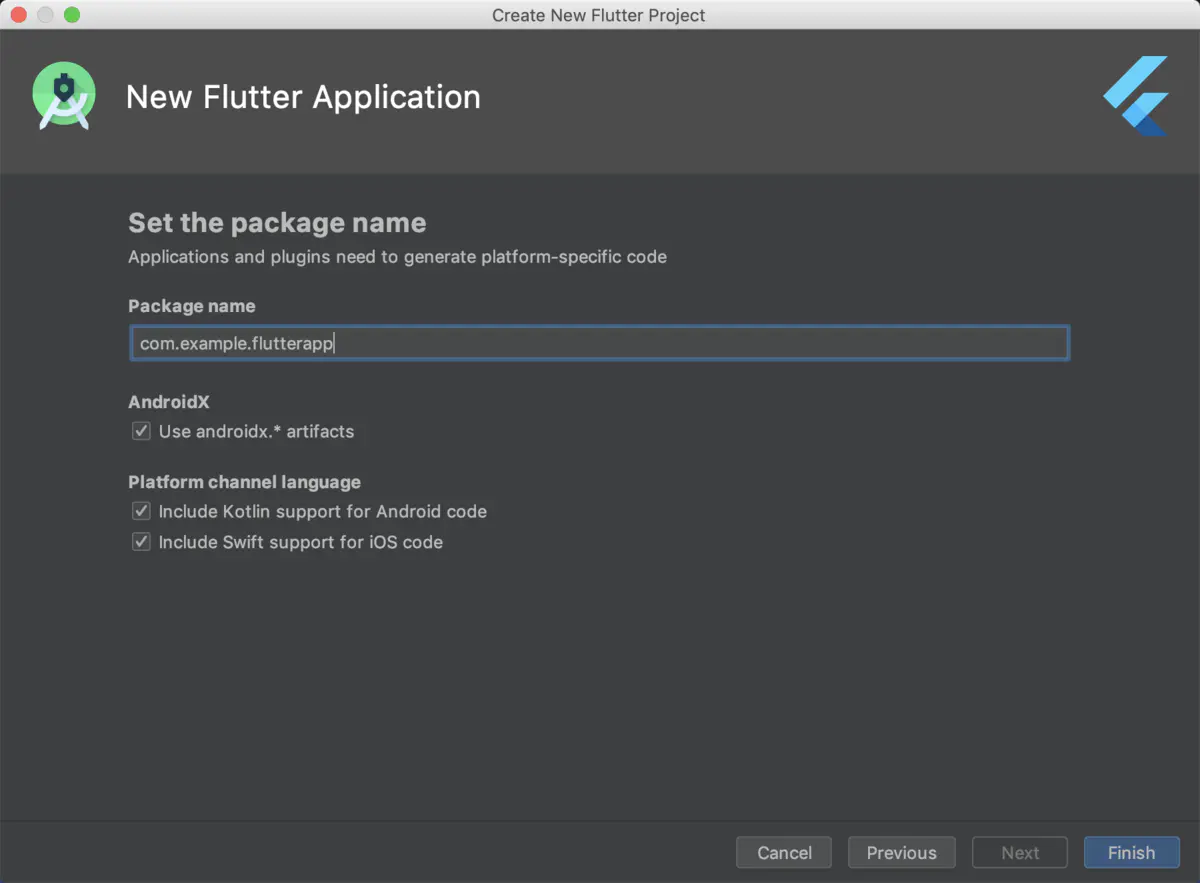 Create New Flutter Project
New Flutter Application
Set the package name
Applications and plugins need to generate platform-specific code
Package name
com.example.flutterapp
AndroidX
Use androidx.* artifacts
Platform channel language
Include Kotlin support for Android code
Include Swift support for iOS code
Cancel Previous Next Finish